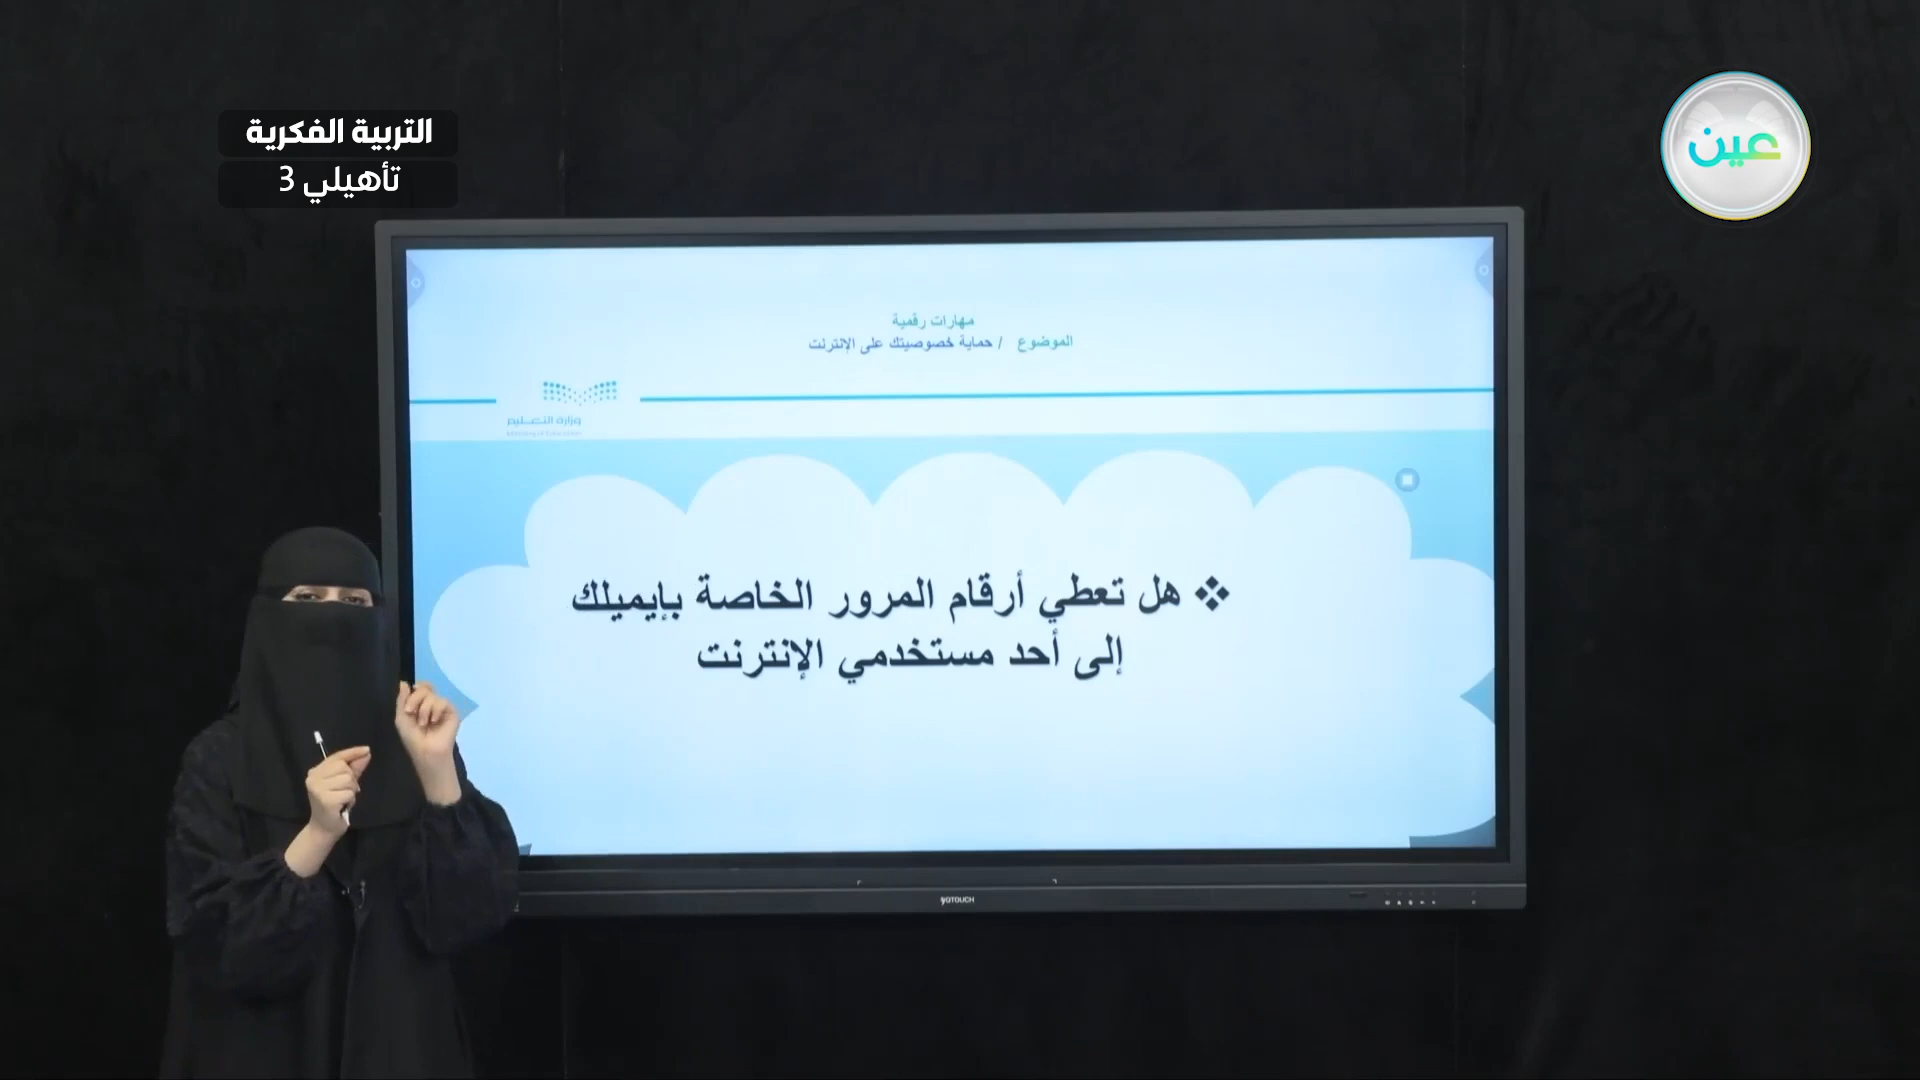 التربية الفكرية
تأهيلي 3
عين
مهارات رقمية
الموضوع / حماية خصوصيتك على الإنترنت
وزارة التعليم
❖ هل تعطي أرقام المرور الخاصة بإيميلك
إلى أحد مستخدمي الإنترنت
YOTOUCH